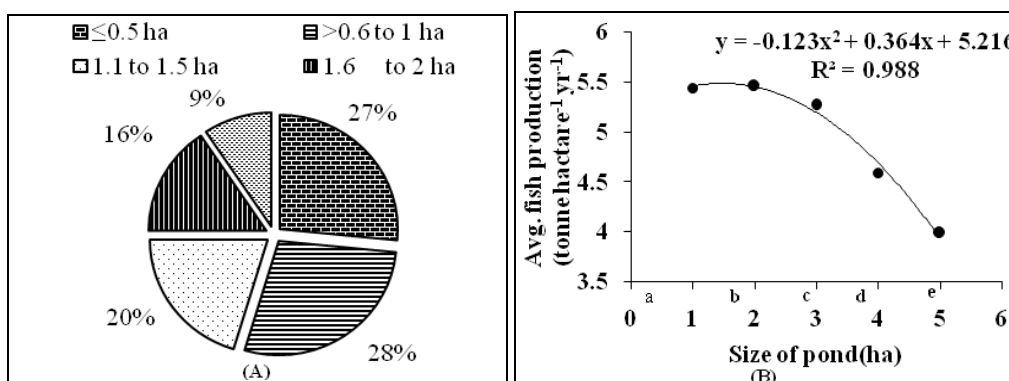 ≤0.5 ha >0.6 to 1 ha
1.1 to 1.5 ha 1.6 to 2 ha
9%
27%
16%
20%
28%
(A)
y = -0.123x² + 0.364x + 5.216
R² = 0.988
Avg. fish production
(tonnehactare⁻¹ yr⁻¹)
6
5.5
5
4.5
4
3.5
a b c d e
0 1 2 3 4 5 6
Size of pond(ha)
(B)